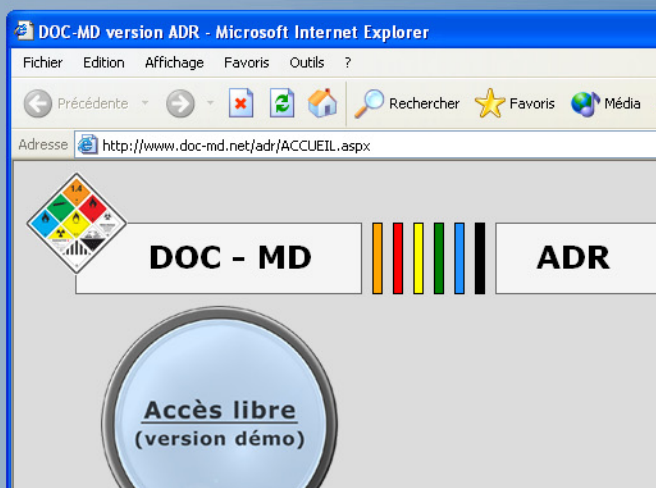 DOC-MD version ADR - Microsoft Internet Explorer
Fichier Edition Affichage Favoris Outils ?
Précédente Rechercher Favoris Média
Adresse http://www.doc-md.net/adr/ACCUEIL.aspx
1.4
DOC - MD ADR
Accès libre
(version démo)